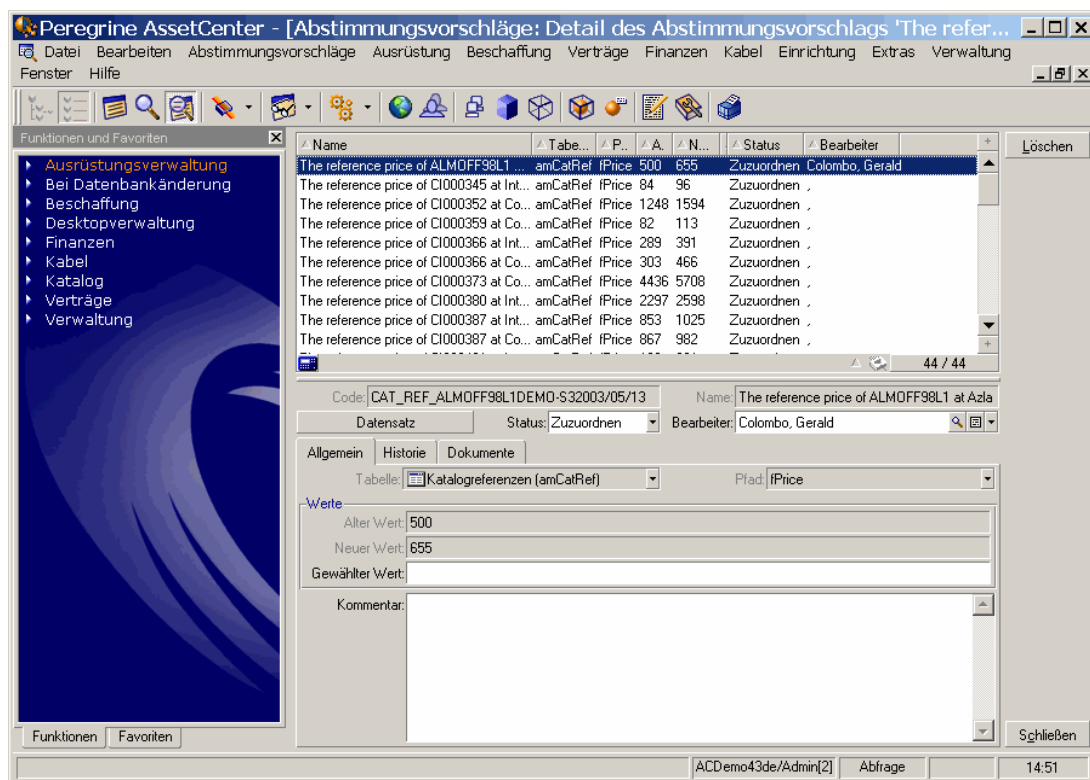 Peregrine AssetCenter - [Abstimmungsvorschläge: Detail des Abstimmungsvorschlags 'The refer...
Datei Bearbeiten Abstimmungsvorschläge Ausrüstung Beschaffung Verträge Finanzen Kabel Einrichtung Extras Verwaltung
Fenster Hilfe
Funktionen und Favoriten
Ausrüstungsverwaltung
Bei Datenbankänderung
Beschaffung
Desktopverwaltung
Finanzen
Kabel
Katalog
Verträge
Verwaltung
Funktionen Favoriten
Name Tabe... P.. A. N... Status Bearbeiter
The reference price of ALMOFF98L1 ... amCatRef fPrice 500 655 Zuzuordnen Colombo, Gerald
The reference price of CI000345 at Int... amCatRef fPrice 84 96 Zuzuordnen ,
The reference price of CI000352 at Co... amCatRef fPrice 1248 1594 Zuzuordnen ,
The reference price of CI000359 at Co... amCatRef fPrice 82 113 Zuzuordnen ,
The reference price of CI000366 at Int... amCatRef fPrice 289 391 Zuzuordnen ,
The reference price of CI000366 at Co... amCatRef fPrice 303 466 Zuzuordnen ,
The reference price of CI000373 at Co... amCatRef fPrice 4436 5708 Zuzuordnen ,
The reference price of CI000380 at Int... amCatRef fPrice 2297 2598 Zuzuordnen ,
The reference price of CI000387 at Int... amCatRef fPrice 853 1025 Zuzuordnen ,
The reference price of CI000387 at Co... amCatRef fPrice 867 982 Zuzuordnen ,
44 / 44
Löschen
Code: CAT_REF_ALMOFF98L1DEMO-S32003/05/13 Name: The reference price of ALMOFF98L1 at Azla
Datensatz Status: Zuzuordnen Bearbeiter: Colombo, Gerald
Allgemein Historie Dokumente
Tabelle: Katalogreferenzen (amCatRef) Pfad: fPrice
Werte
Alter Wert: 500
Neuer Wert: 655
Gewählter Wert:
Kommentar:
Schließen
ACDemo43de/Admin[2] Abfrage 14:51